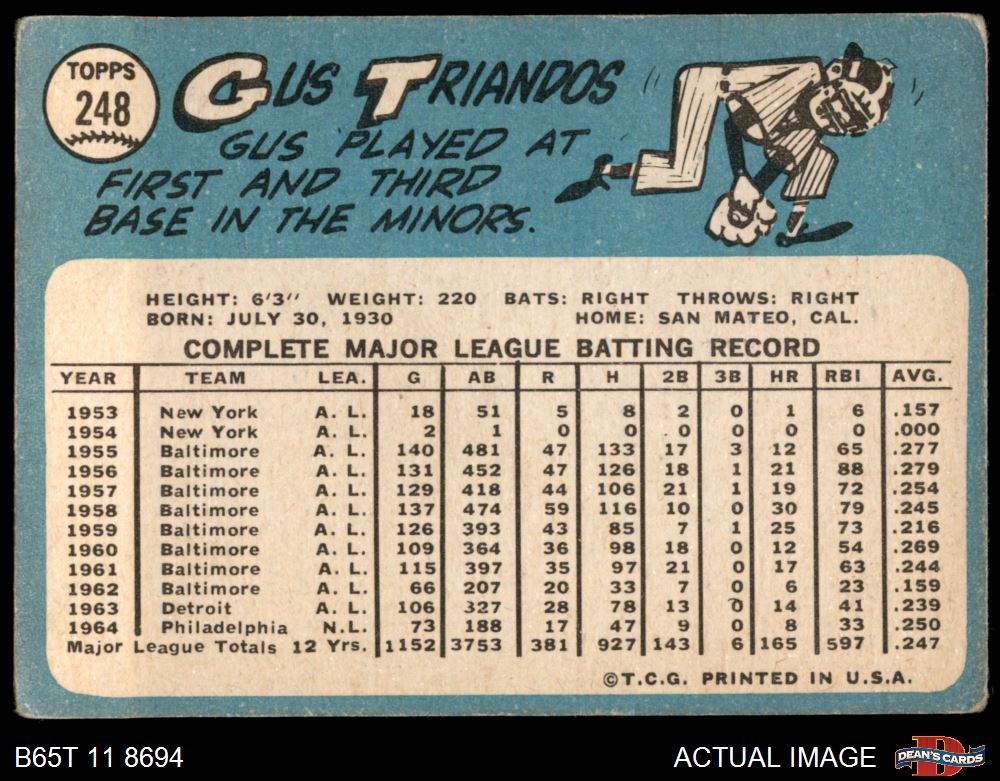 TOPPS
248
GUS TRIANDOS
GUS PLAYED AT
FIRST AND THIRD
BASE IN THE MINORS.
HEIGHT: 6'3" WEIGHT: 220 BATS: RIGHT THROWS: RIGHT
BORN: JULY 30, 1930 HOME: SAN MATEO, CAL.
COMPLETE MAJOR LEAGUE BATTING RECORD
YEAR TEAM LEA. G AB R H 2B 3B HR RBI AVG.
1953 New York A. L. 18 51 5 8 2 0 1 6 .157
1954 New York A. L. 2 1 0 0 0 0 0 0 .000
1955 Baltimore A. L. 140 481 47 133 17 3 12 65 .277
1956 Baltimore A. L. 131 452 47 126 18 1 21 88 .279
1957 Baltimore A. L. 129 418 44 106 21 1 19 72 .254
1958 Baltimore A. L. 137 474 59 116 10 0 30 79 .245
1959 Baltimore A. L. 126 393 43 85 7 1 25 73 .216
1960 Baltimore A. L. 109 364 36 98 18 0 12 54 .269
1961 Baltimore A. L. 115 397 35 97 21 0 17 63 .244
1962 Baltimore A. L. 66 207 20 33 7 0 6 23 .159
1963 Detroit A. L. 106 327 28 78 13 0 14 41 .239
1964 Philadelphia N.L. 73 188 17 47 9 0 8 33 .250
Major League Totals 12 Yrs. 1152 3753 381 927 143 6 165 597 .247
©T.C.G. PRINTED IN U.S.A.
B65T 11 8694 ACTUAL IMAGE DEAN'S CARDS